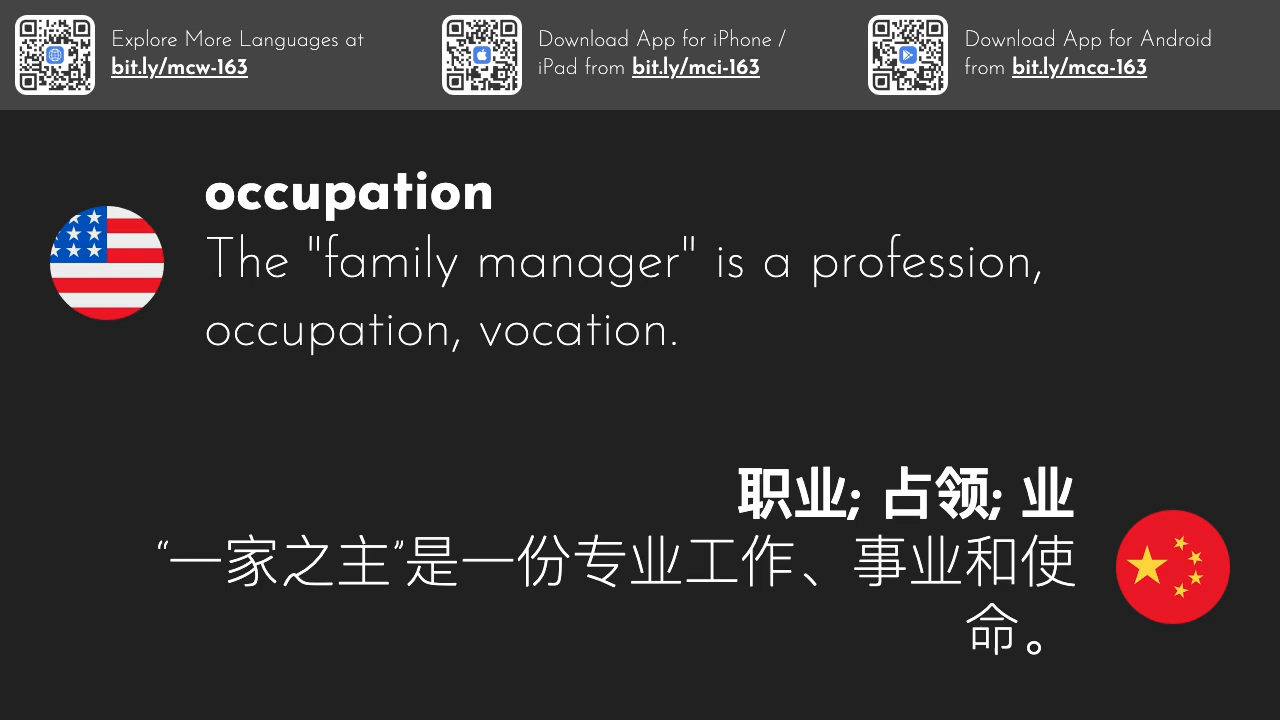 Explore More Languages at
bit.ly/mcw-163
Download App for iPhone /
iPad from bit.ly/mci-163
Download App for Android
from bit.ly/mca-163
occupation
The "family manager" is a profession,
occupation, vocation.
职业; 占领; 业
“一家之主”是一份专业工作、事业和使
命。